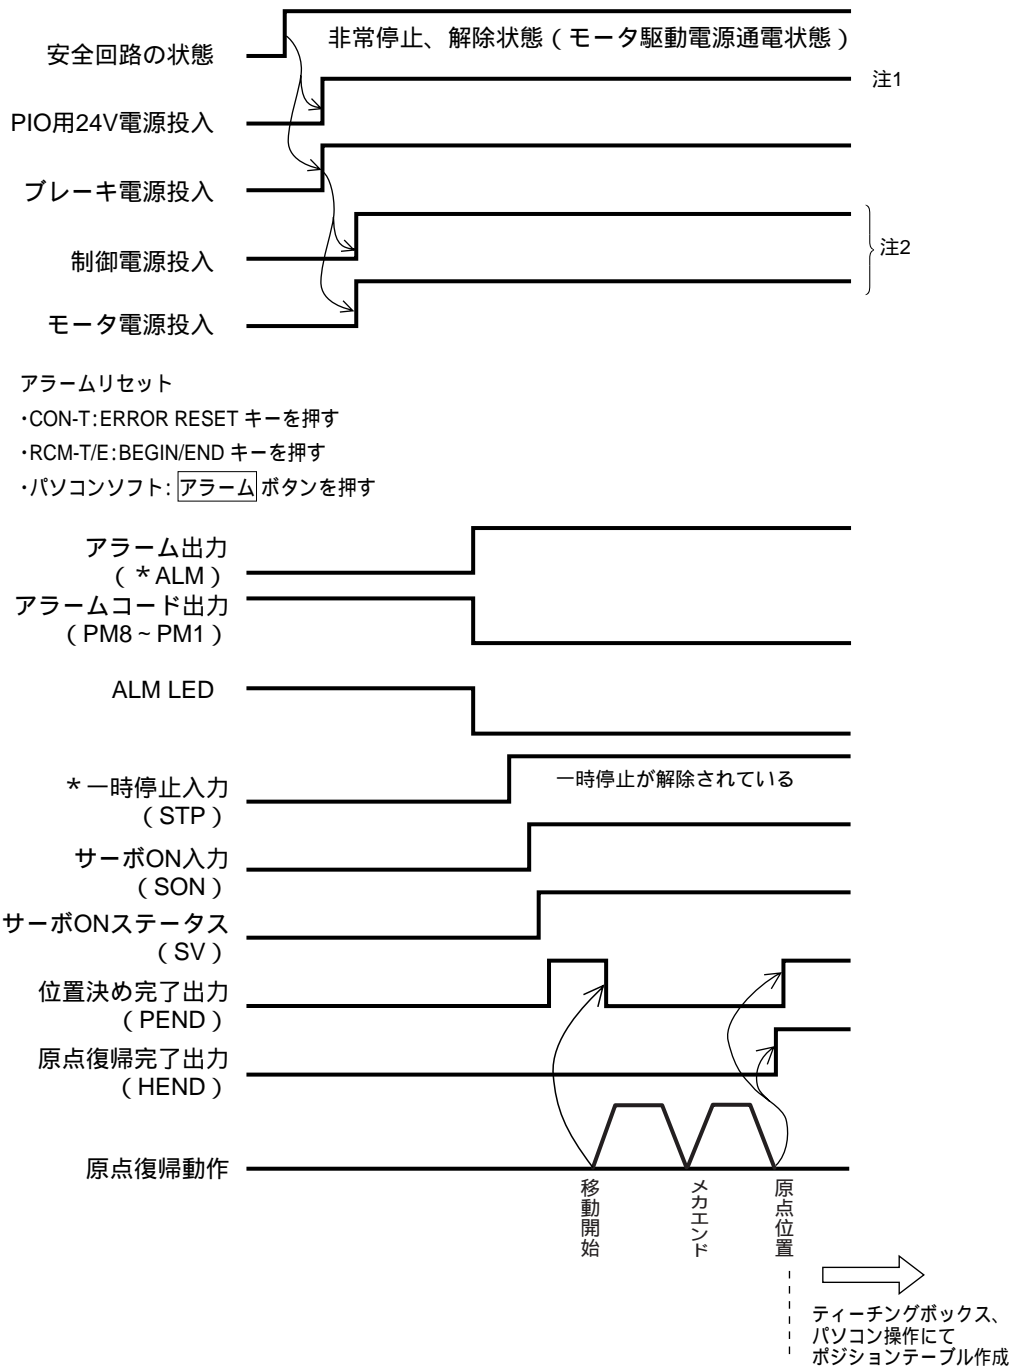 安全回路の状態
非常停止、解除状態（モータ駆動電源通電状態）
PIO用24V電源投入
注1
ブレーキ電源投入
制御電源投入
注2
モータ電源投入
アラームリセット
・CON-T：ERROR RESET キーを押す
・RCM-T/E：BEGIN/END キーを押す
・パソコンソフト： アラーム ボタンを押す
アラーム出力
（＊ALM）
アラームコード出力
（PM8～PM1）
ALM LED
＊一時停止入力
（STP）
一時停止が解除されている
サーボON入力
（SON）
サーボONステータス
（SV）
位置決め完了出力
（PEND）
原点復帰完了出力
（HEND）
原点復帰動作
移動開始
メカエンド
原点位置
ティーチングボックス、
パソコン操作にて
ポジションテーブル作成